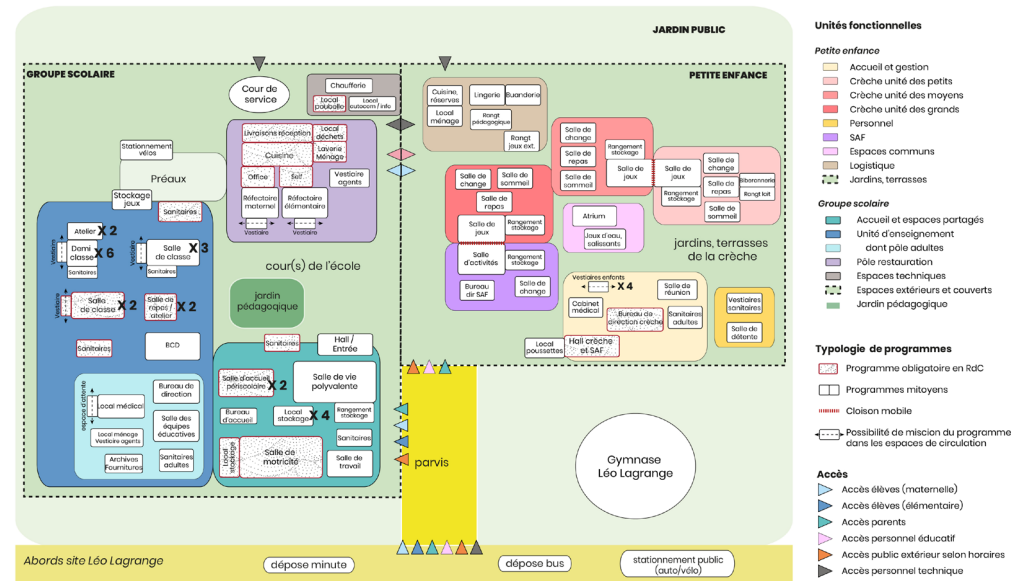 JARDIN PUBLIC
GROUPE SCOLAIRE
PETITE ENFANCE
Cour de
service
Chaufferie
Local
poubelle
Local
autocom / info
Livraisons réception
Local
déchets
Cuisine
Laverie
Ménage
Office
Self
Vestiaire
agents
Réfectoire
maternel
Réfectoire
élémentaire
Vestiaire
Vestiaire
Stationnement
vélos
Préaux
Stockage
jeux
Sanitaires
Atelier
X 2
Vestiaire
Demi
classe
X 6
Sanitaires
Vestiaire
Salle
de classe
X 3
Sanitaires
Vestiaire
Salle
de classe
X 2
Salle de
repos /
atelier
X 2
Sanitaires
BCD
espace d'attente
Local médical
Bureau de
direction
Salle des
équipes
éducatives
Local ménage
Vestiaire agents
Archives
Fournitures
Sanitaires
adultes
cour(s) de l'école
jardin
pédagogique
Sanitaires
Hall /
Entrée
Salle d'accueil
périscolaire
X 2
Salle de vie
polyvalente
Bureau
d'accueil
Local
stockage
X 4
Rangement
stockage
Sanitaires
Local
stockage
Salle de
motricité
Salle de
travail
Cuisine,
réserves
Lingerie
Buanderie
Local
ménage
Rangt
pédagogique
Rangt
jeux ext.
Salle de
change
Salle de
repas
Salle de
sommeil
Rangement
stockage
Salle de
jeux
Salle de
jeux
Rangement
stockage
Salle de
change
Salle de
repas
Salle de
sommeil
Biberonnerie
Rangt lait
Salle de
change
Salle de
sommeil
Salle de
repas
Salle de
jeux
Rangement
stockage
Salle
d'activités
Rangement
stockage
Bureau
dir SAF
Salle de
change
Atrium
Jeux d'eau,
salissants
jardins, terrasses
de la crèche
Vestiaires enfants
X 4
Salle de
réunion
Cabinet
médical
Bureau de
direction crèche
Sanitaires
adultes
Local
poussettes
Hall crèche
et SAF
Vestiaires
sanitaires
Salle de
détente
parvis
Gymnase
Léo Lagrange
Abords site Léo Lagrange
dépose minute
dépose bus
stationnement public
(auto/vélo)
Unités fonctionnelles
Petite enfance
Accueil et gestion
Crèche unité des petits
Crèche unité des moyens
Crèche unité des grands
Personnel
SAF
Espaces communs
Logistique
Jardins, terrasses
Groupe scolaire
Accueil et espaces partagés
Unité d'enseignement
dont pôle adultes
Pôle restauration
Espaces techniques
Espaces extérieurs et couverts
Jardin pédagogique
Typologie de programmes
Programme obligatoire en RdC
Programmes mitoyens
Cloison mobile
Possibilité de miscion du programme
dans les espaces de circulation
Accès
Accès élèves (maternelle)
Accès élèves (élémentaire)
Accès parents
Accès personnel éducatif
Accès public extérieur selon horaires
Accès personnel technique